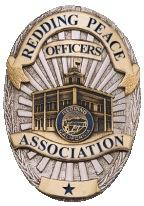 REDDING PEACE
OFFICERS
ASSOCIATION